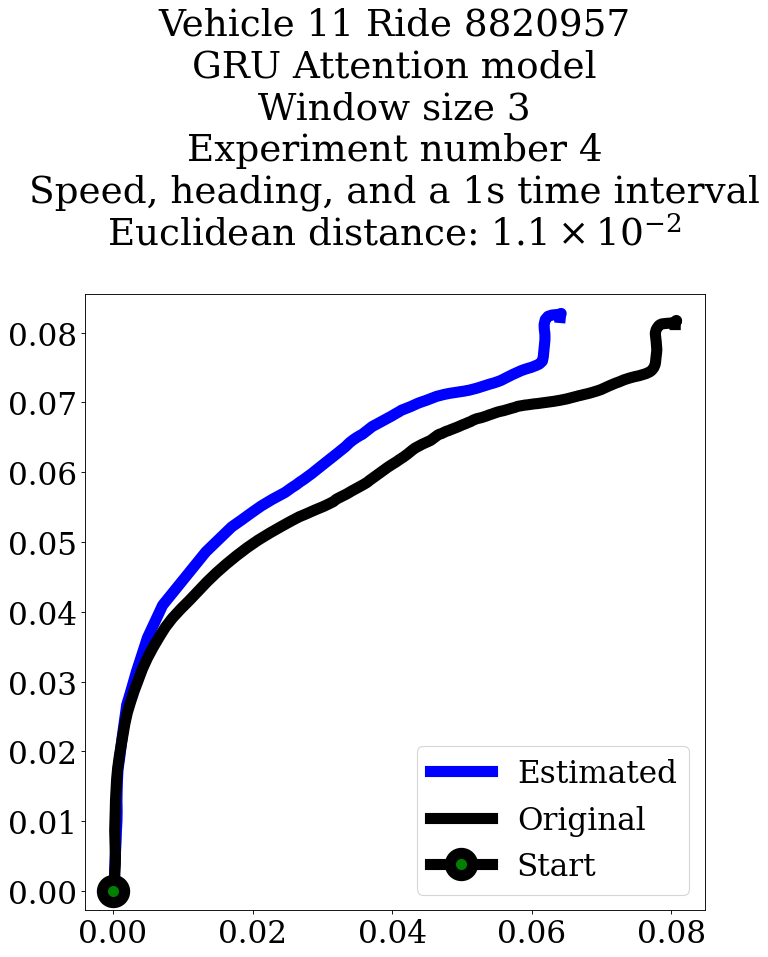 Vehicle 11 Ride 8820957
GRU Attention model
Window size 3
Experiment number 4
Speed, heading, and a 1s time interval
Euclidean distance: 1.1 × 10⁻²
0.08
0.07
0.06
0.05
0.04
0.03
0.02
0.01
0.00
Estimated
Original
Start
0.00 0.02 0.04 0.06 0.08